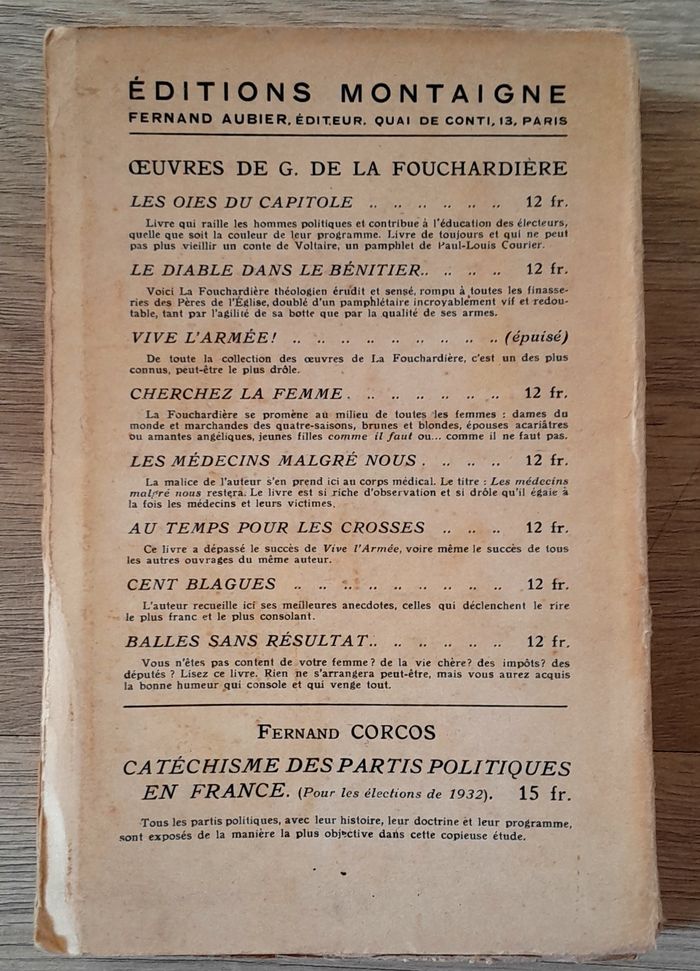 ÉDITIONS MONTAIGNE
FERNAND AUBIER, ÉDITEUR. QUAI DE CONTI, 13, PARIS
ŒUVRES DE G. DE LA FOUCHARDIÈRE
LES OIES DU CAPITOLE .. .. .. .. .. .. 12 fr.
Livre qui raille les hommes politiques et contribue à l'éducation des électeurs,
quelle que soit la couleur de leur programme. Livre de toujours et qui ne peut
pas plus vieillir un conte de Voltaire, un pamphlet de Paul-Louis Courier.
LE DIABLE DANS LE BÉNITIER.. .. .. .. 12 fr.
Voici La Fouchardière théologien érudit et sensé, rompu à toutes les finasse-
ries des Pères de l'Église, doublé d'un pamphlétaire incroyablement vif et redou-
table, tant par l'agilité de sa botte que par la qualité de ses armes.
VIVE L'ARMÉE! .. .. .. .. .. .. .. .. .. (épuisé)
De toute la collection des œuvres de La Fouchardière, c'est un des plus
connus, peut-être le plus drôle.
CHERCHEZ LA FEMME . .. .. .. .. .. .. 12 fr.
La Fouchardière se promène au milieu de toutes les femmes : dames du
monde et marchandes des quatre-saisons, brunes et blondes, épouses acariâtres
ou amantes angéliques, jeunes filles comme il faut ou... comme il ne faut pas.
LES MÉDECINS MALGRÉ NOUS . .. .. .. 12 fr.
La malice de l'auteur s'en prend ici au corps médical. Le titre : Les médecins
malgré nous restera. Le livre est si riche d'observation et si drôle qu'il égaie à
la fois les médecins et leurs victimes.
AU TEMPS POUR LES CROSSES .. .. .. 12 fr.
Ce livre a dépassé le succès de Vive l'Armée, voire même le succès de tous
les autres ouvrages du même auteur.
CENT BLAGUES .. .. .. .. .. .. .. .. .. 12 fr.
L'auteur recueille ici ses meilleures anecdotes, celles qui déclenchent le rire
le plus franc et le plus consolant.
BALLES SANS RÉSULTAT.. .. .. .. .. .. 12 fr.
Vous n'êtes pas content de votre femme? de la vie chère? des impôts? des
députés ? Lisez ce livre. Rien ne s'arrangera peut-être, mais vous aurez acquis
la bonne humeur qui console et qui venge tout.
FERNAND CORCOS
CATÉCHISME DES PARTIS POLITIQUES
EN FRANCE. (Pour les élections de 1932). 15 fr.
Tous les partis politiques, avec leur histoire, leur doctrine et leur programme,
sont exposés de la manière la plus objective dans cette copieuse étude.